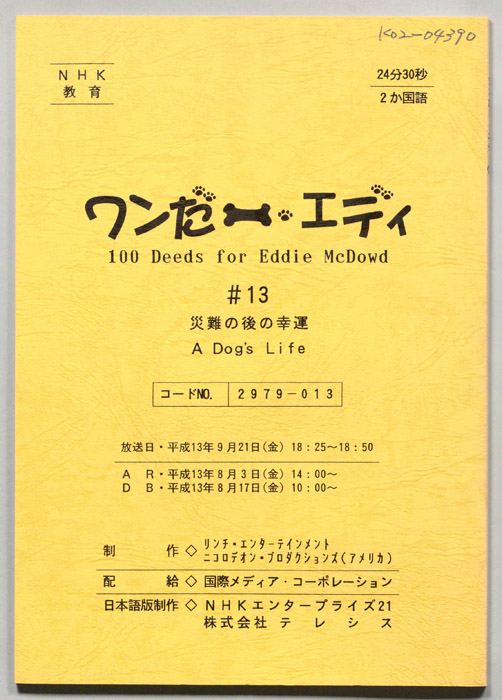 K02-04390
NHK
教育
24分30秒
2か国語
ワンだー・エディ
100 Deeds for Eddie McDowd
#13
災難の後の幸運
A Dog's Life
コードNO. 2979-013
放送日・平成13年9月21日(金) 18:25～18:50
A R・平成13年8月3日(金) 14:00～
D B・平成13年8月17日(金) 10:00～
制作◇ リンチ・エンターテインメント
ニコロデオン・プロダクションズ(アメリカ)
配給◇国際メディア・コーポレーション
日本語版制作◇NHKエンタープライズ21
株式会社テレシス